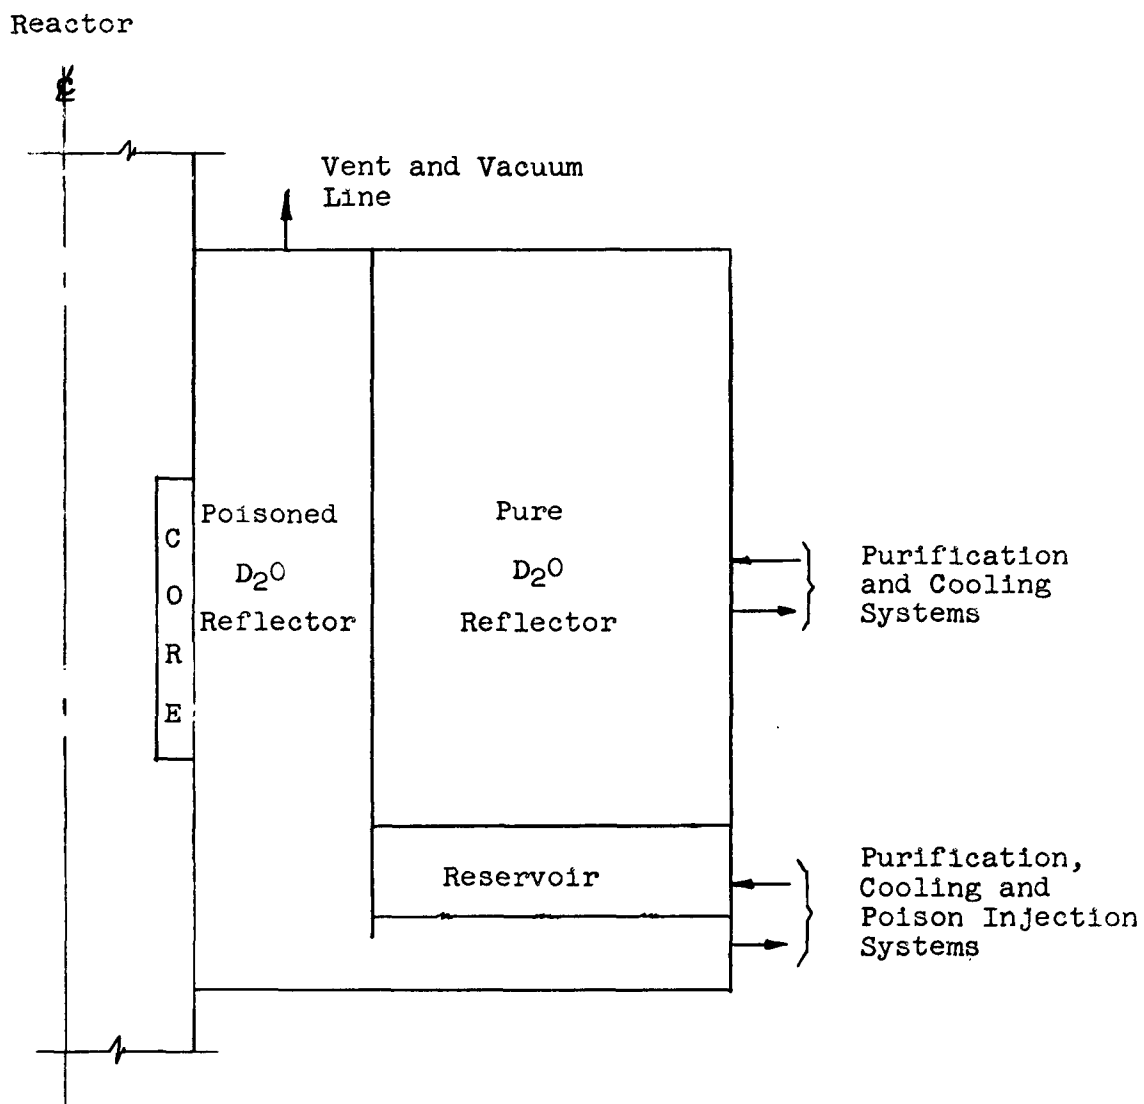 Reactor
℄
Vent and Vacuum
Line
C
O
R
E
Poisoned
D₂O
Reflector
Pure
D₂O
Reflector
Purification
and Cooling
Systems
Reservoir
Purification,
Cooling and
Poison Injection
Systems